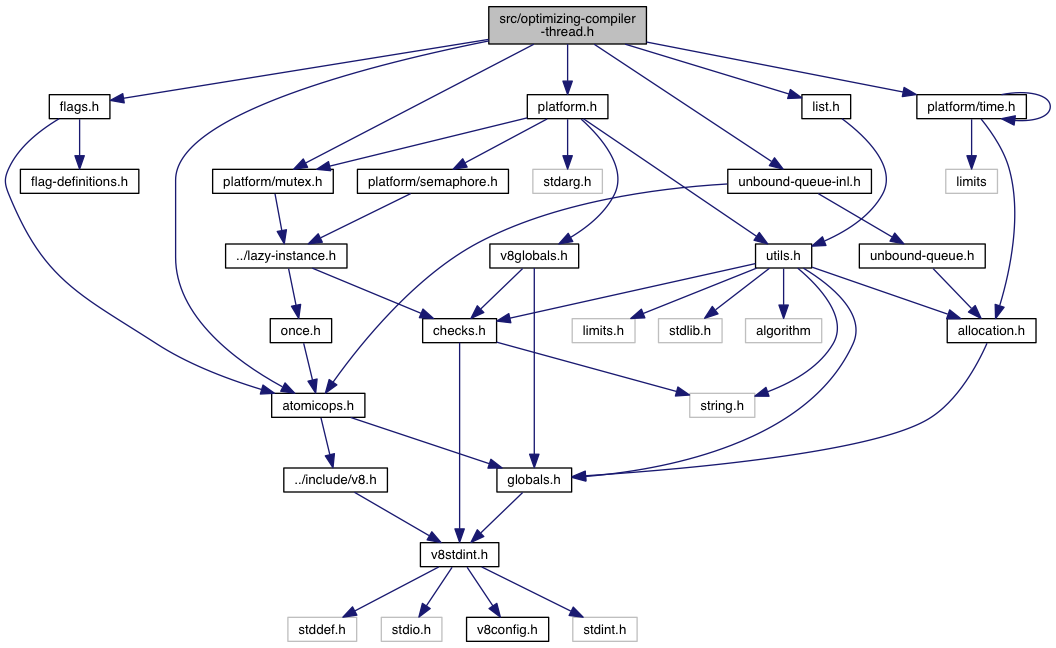 src/optimizing-compiler
-thread.h
flags.h
platform.h
list.h
platform/time.h
flag-definitions.h
platform/mutex.h
platform/semaphore.h
stdarg.h
unbound-queue-inl.h
limits
../lazy-instance.h
v8globals.h
utils.h
unbound-queue.h
once.h
checks.h
limits.h
stdlib.h
algorithm
allocation.h
atomicops.h
string.h
../include/v8.h
globals.h
v8stdint.h
stddef.h
stdio.h
v8config.h
stdint.h